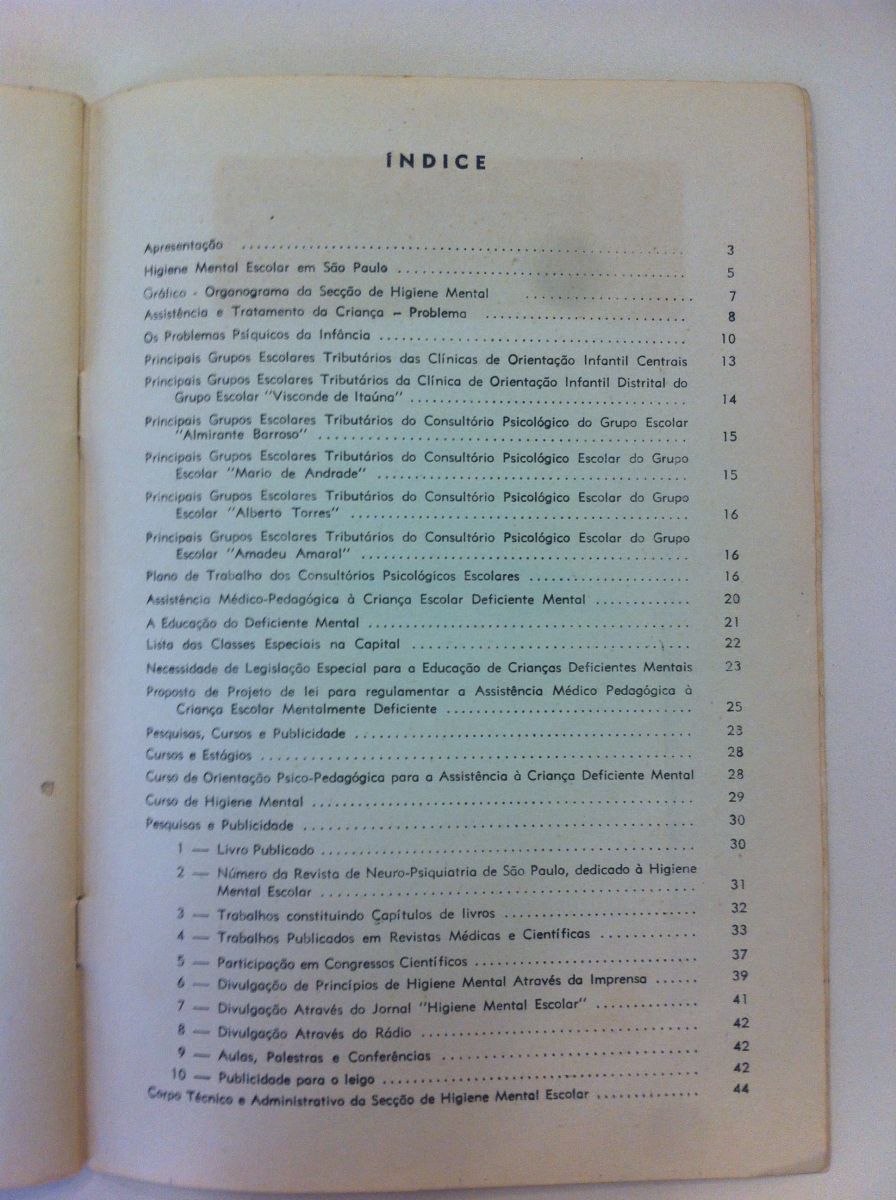 ÍNDICE
Apresentação ........ 3
Higiene Mental Escolar em São Paulo ........ 5
Gráfico - Organograma da Secção de Higiene Mental ........ 7
Assistência e Tratamento da Criança - Problema ........ 8
Os Problemas Psíquicos da Infância ........ 10
Principais Grupos Escolares Tributários das Clínicas de Orientação Infantil Centrais 13
Principais Grupos Escolares Tributários da Clínica de Orientação Infantil Distrital do
Grupo Escolar "Visconde de Itaúna" ........ 14
Principais Grupos Escolares Tributários do Consultório Psicológico do Grupo Escolar
"Almirante Barroso" ........ 15
Principais Grupos Escolares Tributários do Consultório Psicológico Escolar do Grupo
Escolar "Mario de Andrade" ........ 15
Principais Grupos Escolares Tributários do Consultório Psicológico Escolar do Grupo
Escolar "Alberto Torres" ........ 16
Principais Grupos Escolares Tributários do Consultório Psicológico Escolar do Grupo
Escolar "Amadeu Amaral" ........ 16
Plano de Trabalho dos Consultórios Psicológicos Escolares ........ 16
Assistência Médico-Pedagógica à Criança Escolar Deficiente Mental ........ 20
A Educação do Deficiente Mental ........ 21
Lista das Classes Especiais na Capital ........ 22
Necessidade de Legislação Especial para a Educação de Crianças Deficientes Mentais 23
Proposto de Projeto de lei para regulamentar a Assistência Médico Pedagógica à
Criança Escolar Mentalmente Deficiente ........ 25
Pesquisas, Cursos e Publicidade ........ 23
Cursos e Estágios ........ 28
Curso de Orientação Psico-Pedagógica para a Assistência à Criança Deficiente Mental 28
Curso de Higiene Mental ........ 29
Pesquisas e Publicidade ........ 30
1 — Livro Publicado ........ 30
2 — Número da Revista de Neuro-Psiquiatria de São Paulo, dedicado à Higiene
Mental Escolar ........ 31
3 — Trabalhos constituindo Capítulos de livros ........ 32
4 — Trabalhos Publicados em Revistas Médicas e Científicas ........ 33
5 — Participação em Congressos Científicos ........ 37
6 — Divulgação de Princípios de Higiene Mental Através da Imprensa ...... 39
7 — Divulgação Através do Jornal "Higiene Mental Escolar" ........ 41
8 — Divulgação Através do Rádio ........ 42
9 — Aulas, Palestras e Conferências ........ 42
10 — Publicidade para o leigo ........ 42
Corpo Técnico e Administrativo da Secção de Higiene Mental Escolar ........ 44